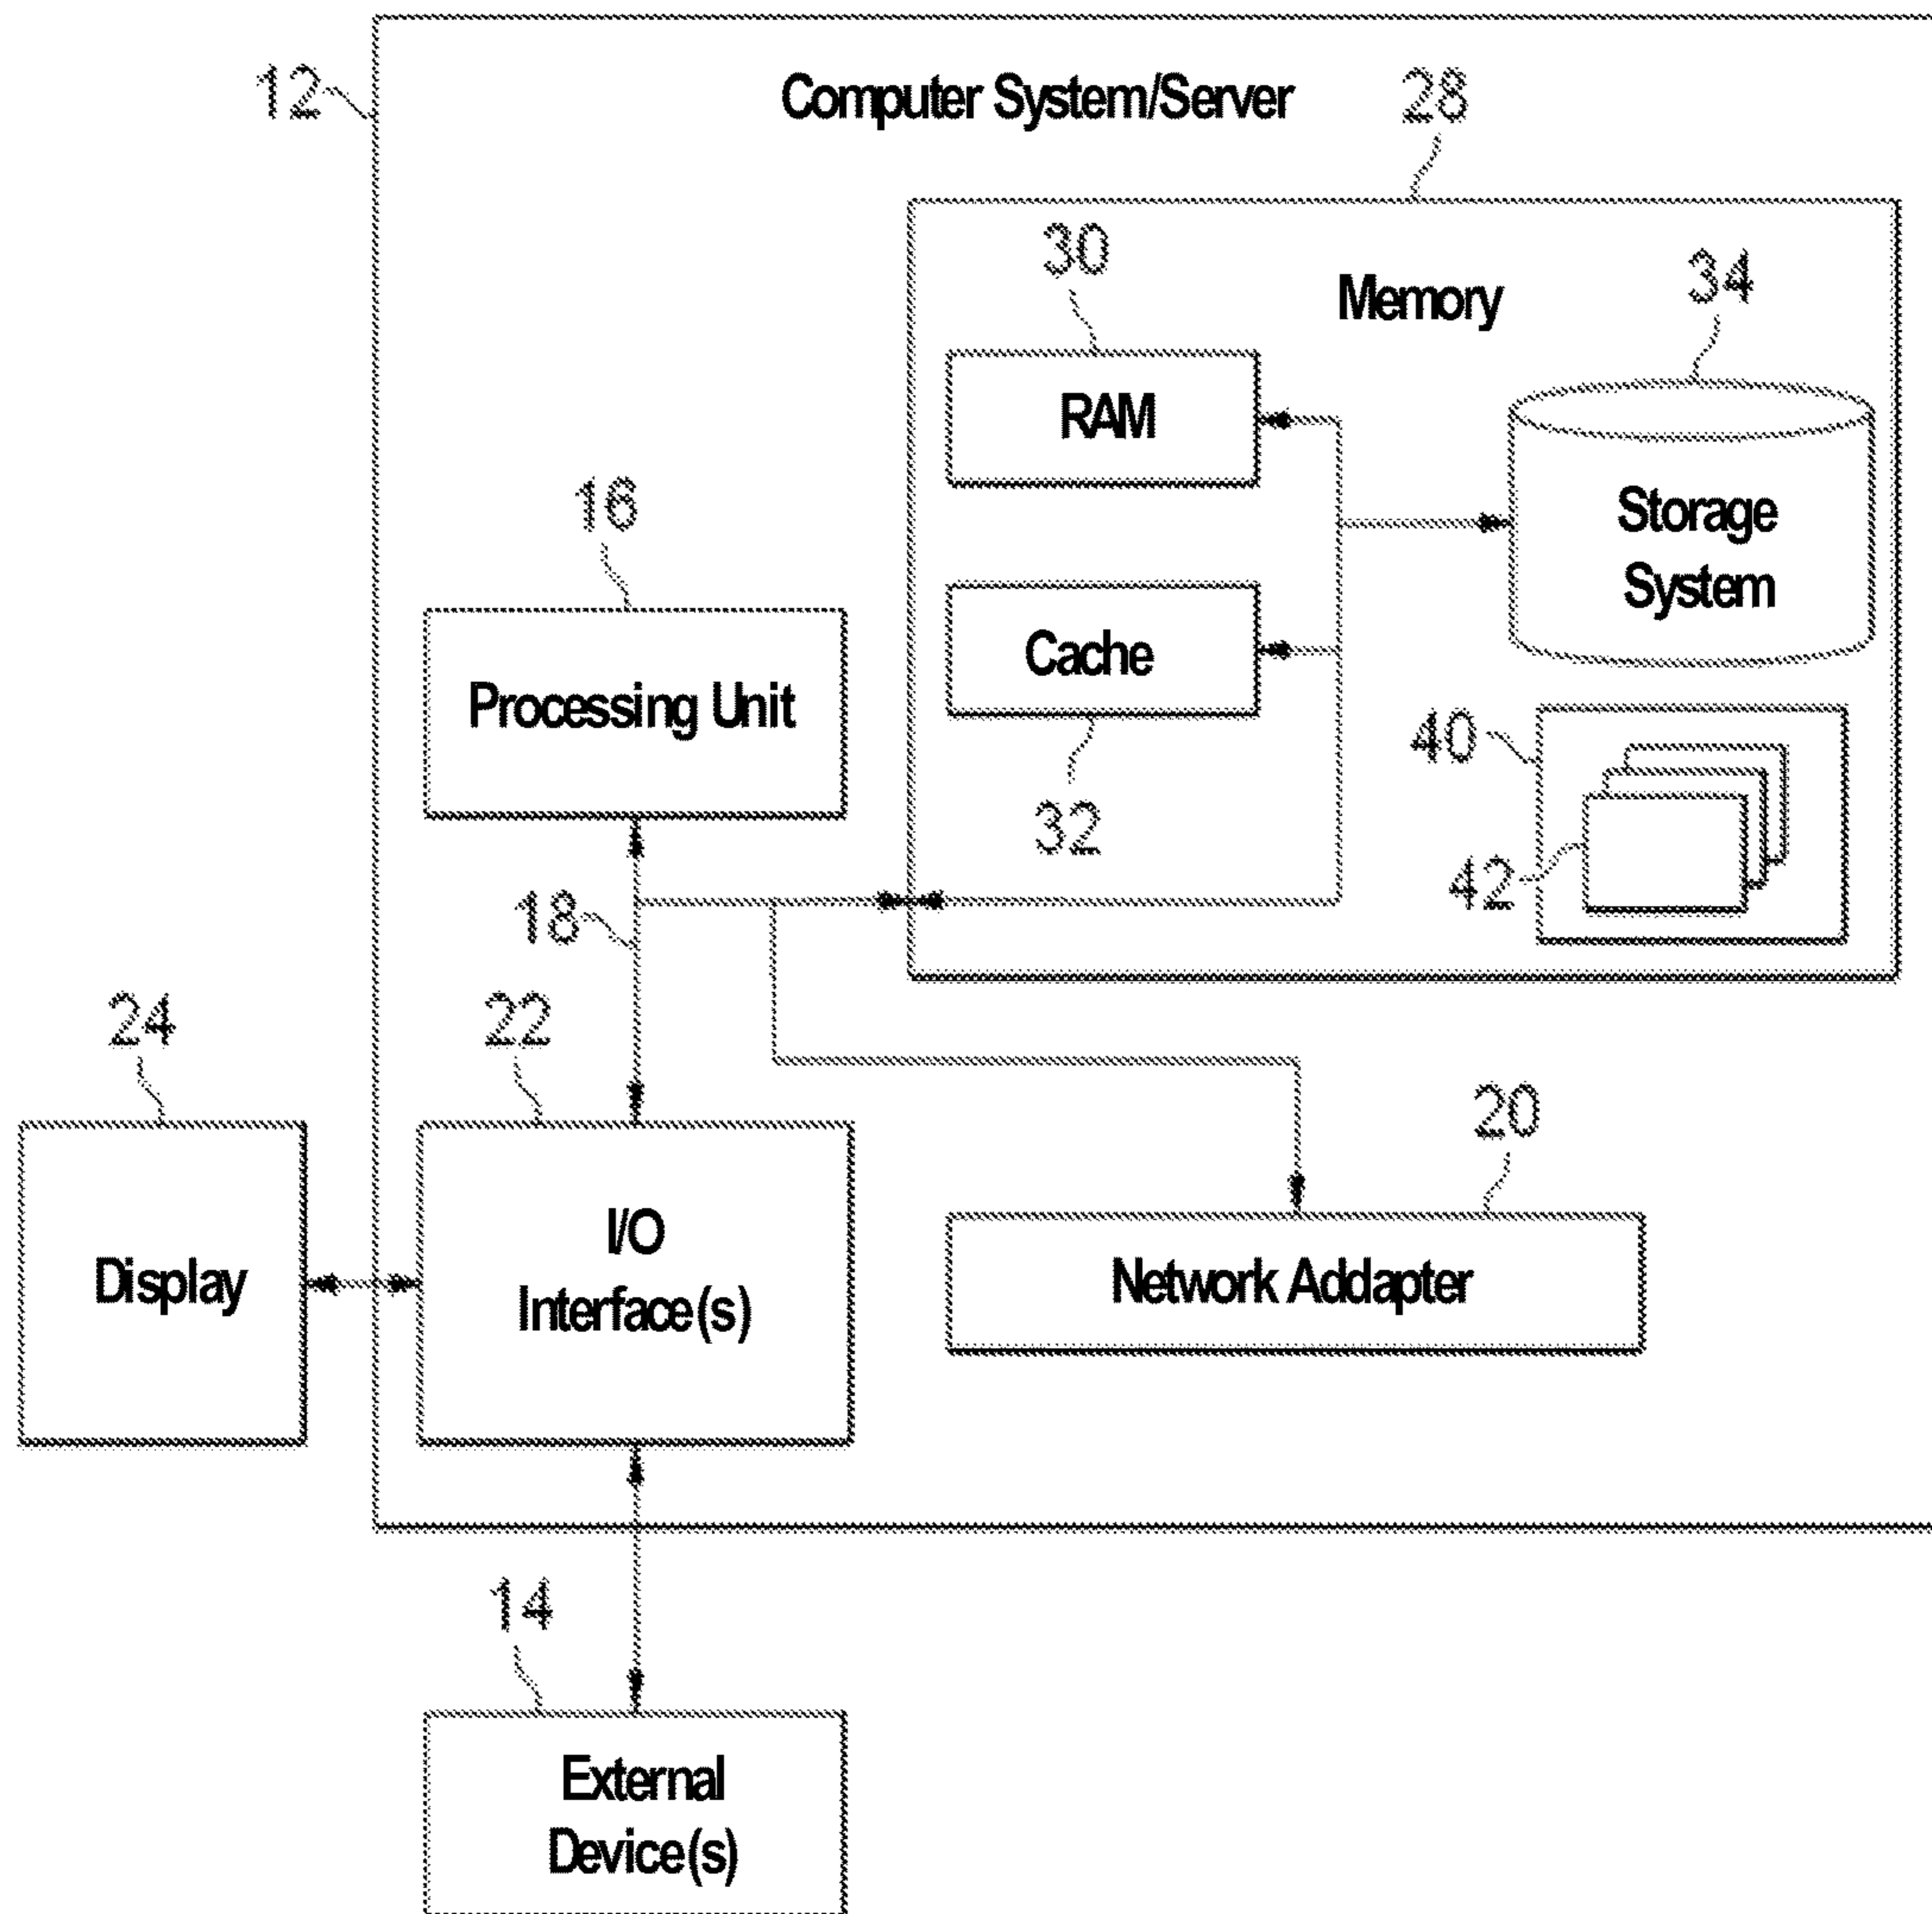 12
Computer System/Server
28
30
Memory
34
RAM
16
Storage
System
Cache
Processing Unit
40
32
42
18
24
22
20
I/O
Interface(s)
Display
Network Addapter
14
External
Device(s)